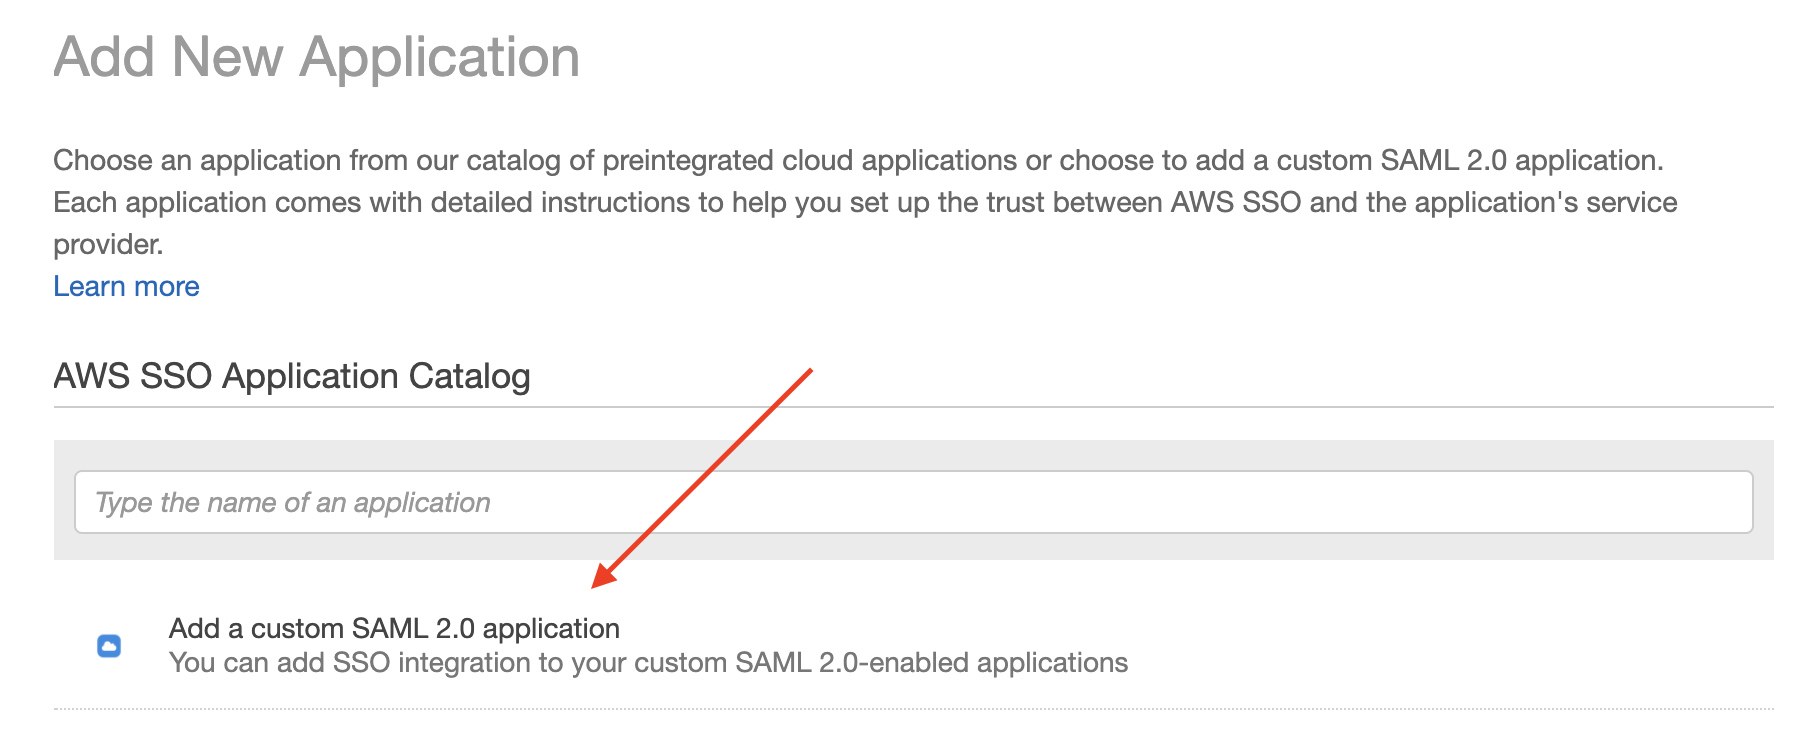 Add New Application
Choose an application from our catalog of preintegrated cloud applications or choose to add a custom SAML 2.0 application.
Each application comes with detailed instructions to help you set up the trust between AWS SSO and the application's service
provider.
Learn more
AWS SSO Application Catalog
Type the name of an application
Add a custom SAML 2.0 application
You can add SSO integration to your custom SAML 2.0-enabled applications